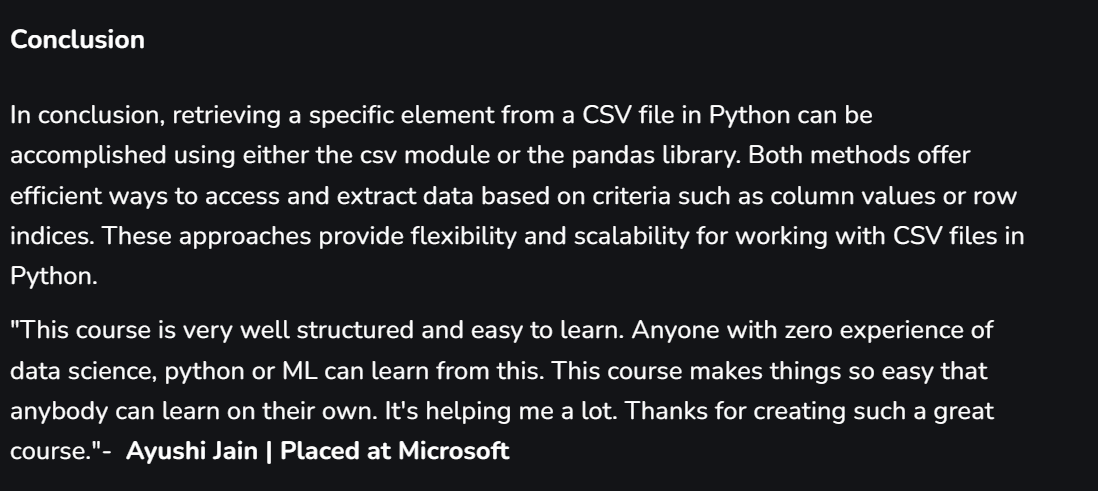 Conclusion
In conclusion, retrieving a specific element from a CSV file in Python can be
accomplished using either the csv module or the pandas library. Both methods offer
efficient ways to access and extract data based on criteria such as column values or row
indices. These approaches provide flexibility and scalability for working with CSV files in
Python.
"This course is very well structured and easy to learn. Anyone with zero experience of
data science, python or ML can learn from this. This course makes things so easy that
anybody can learn on their own. It's helping me a lot. Thanks for creating such a great
course."- Ayushi Jain | Placed at Microsoft